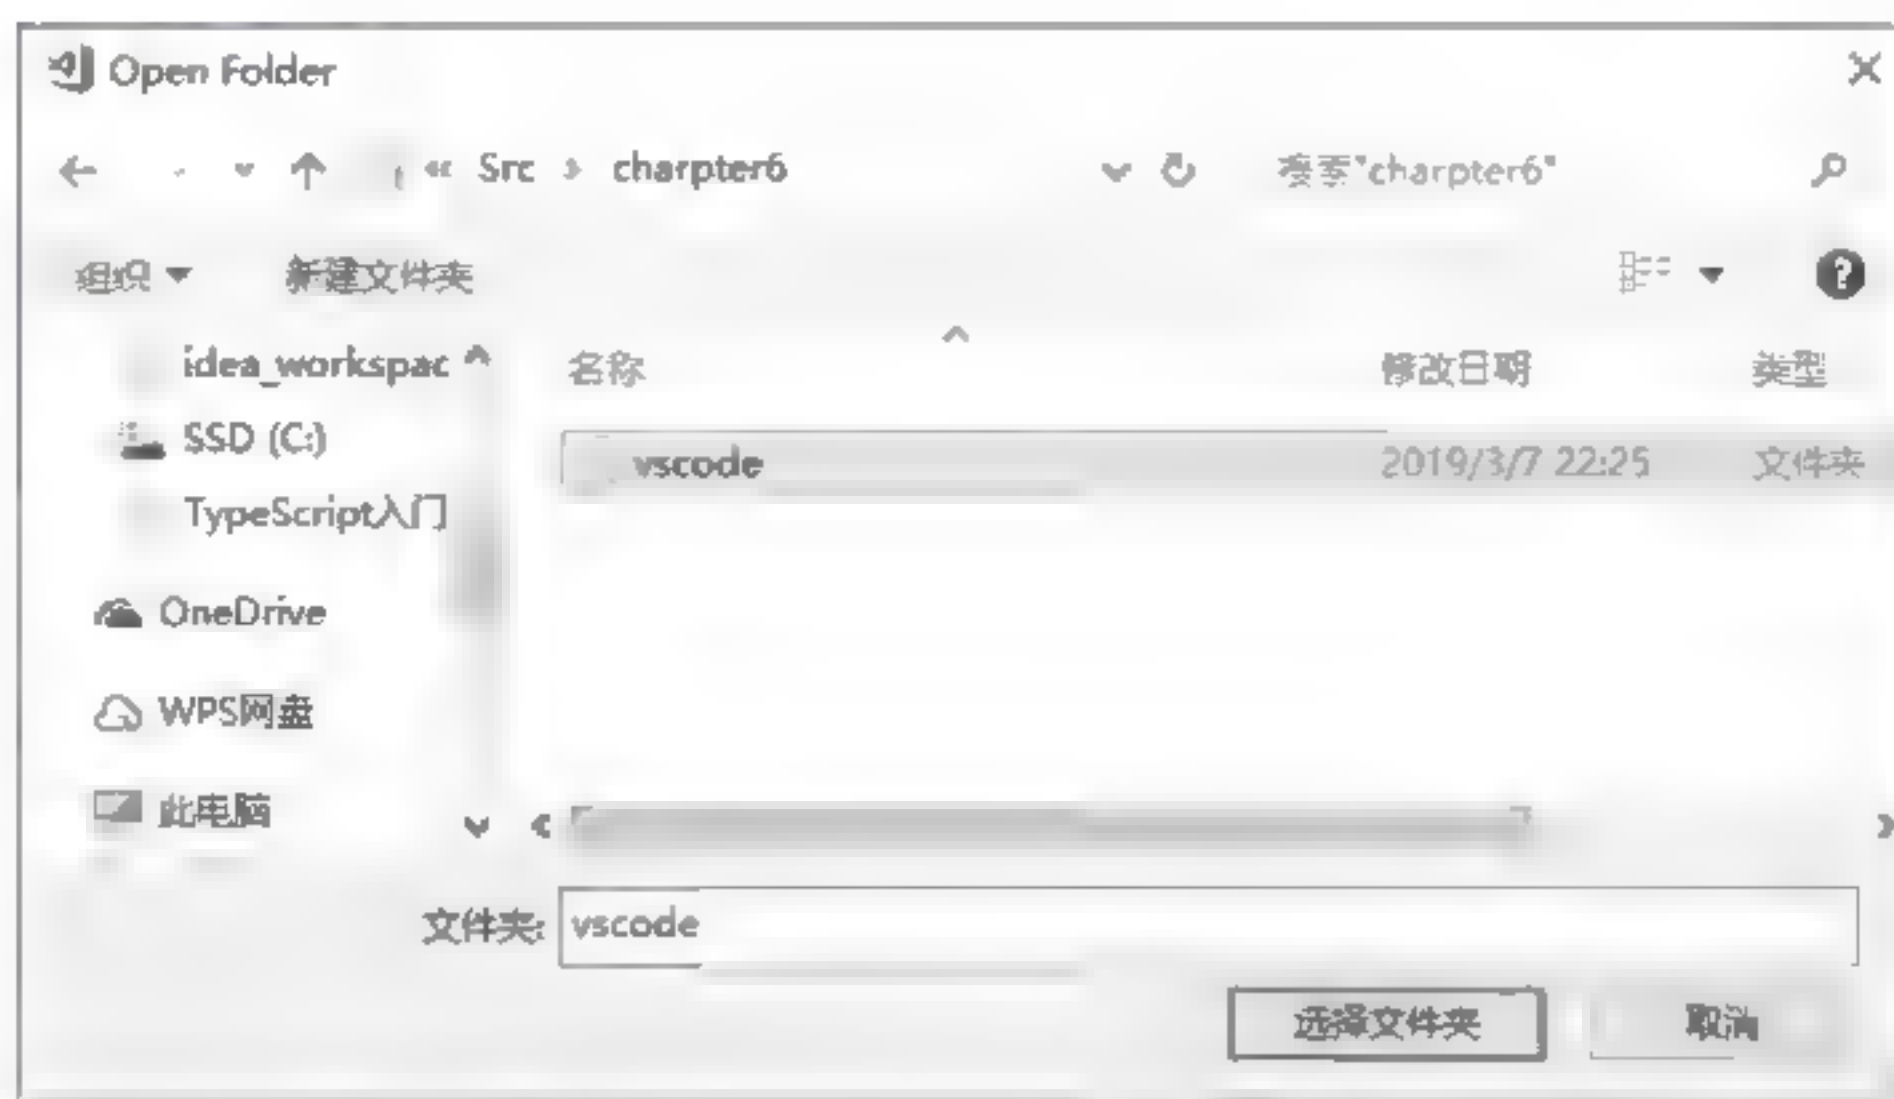 Open Folder
« Src › charpter6
搜索"charpter6"
组织
新建文件夹
idea_workspac
名称
修改日期
类型
SSD (C:)
vscode
2019/3/7 22:25
文件夹
TypeScript入门
OneDrive
WPS网盘
此电脑
文件夹:
vscode
选择文件夹
取消